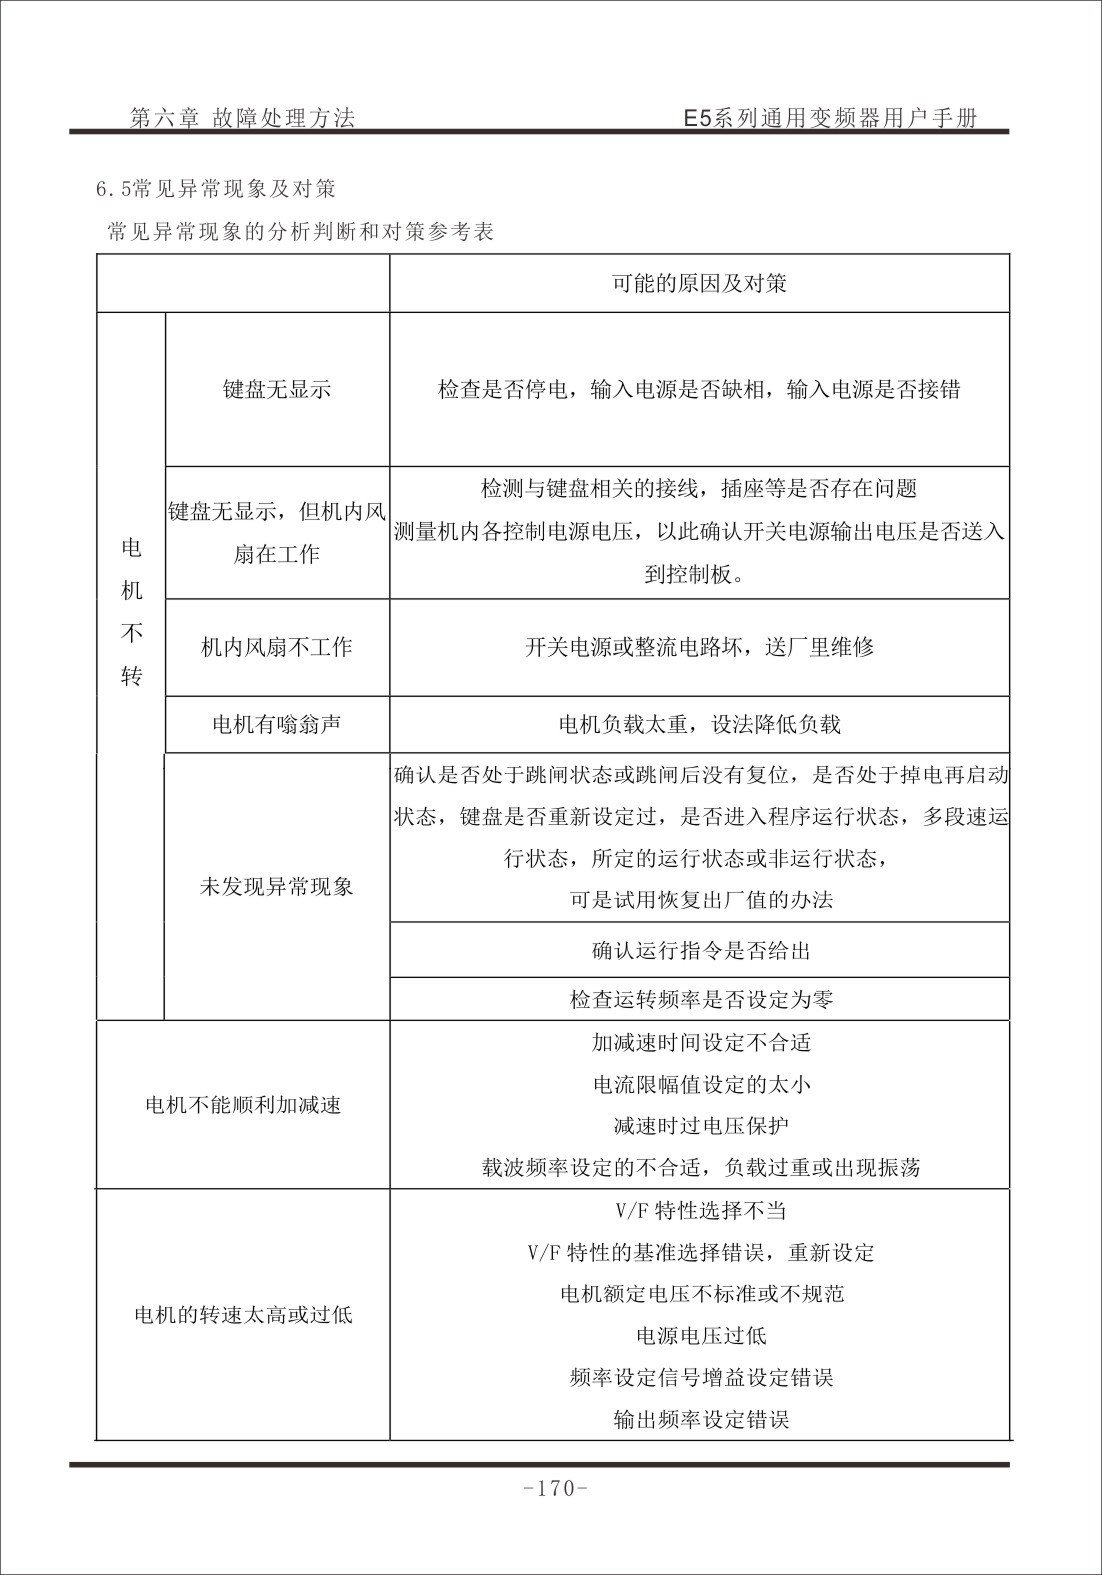 第六章 故障处理方法
E5系列通用变频器用户手册
6.5常见异常现象及对策
常见异常现象的分析判断和对策参考表
可能的原因及对策
电
机
不
转
键盘无显示
检查是否停电，输入电源是否缺相，输入电源是否接错
键盘无显示，但机内风
扇在工作
检测与键盘相关的接线，插座等是否存在问题
测量机内各控制电源电压，以此确认开关电源输出电压是否送入
到控制板。
机内风扇不工作
开关电源或整流电路坏，送厂里维修
电机有嗡翁声
电机负载太重，设法降低负载
未发现异常现象
确认是否处于跳闸状态或跳闸后没有复位，是否处于掉电再启动
状态，键盘是否重新设定过，是否进入程序运行状态，多段速运
行状态，所定的运行状态或非运行状态，
可是试用恢复出厂值的办法
确认运行指令是否给出
检查运转频率是否设定为零
电机不能顺利加减速
加减速时间设定不合适
电流限幅值设定的太小
减速时过电压保护
载波频率设定的不合适，负载过重或出现振荡
电机的转速太高或过低
V/F 特性选择不当
V/F 特性的基准选择错误，重新设定
电机额定电压不标准或不规范
电源电压过低
频率设定信号增益设定错误
输出频率设定错误
-170-